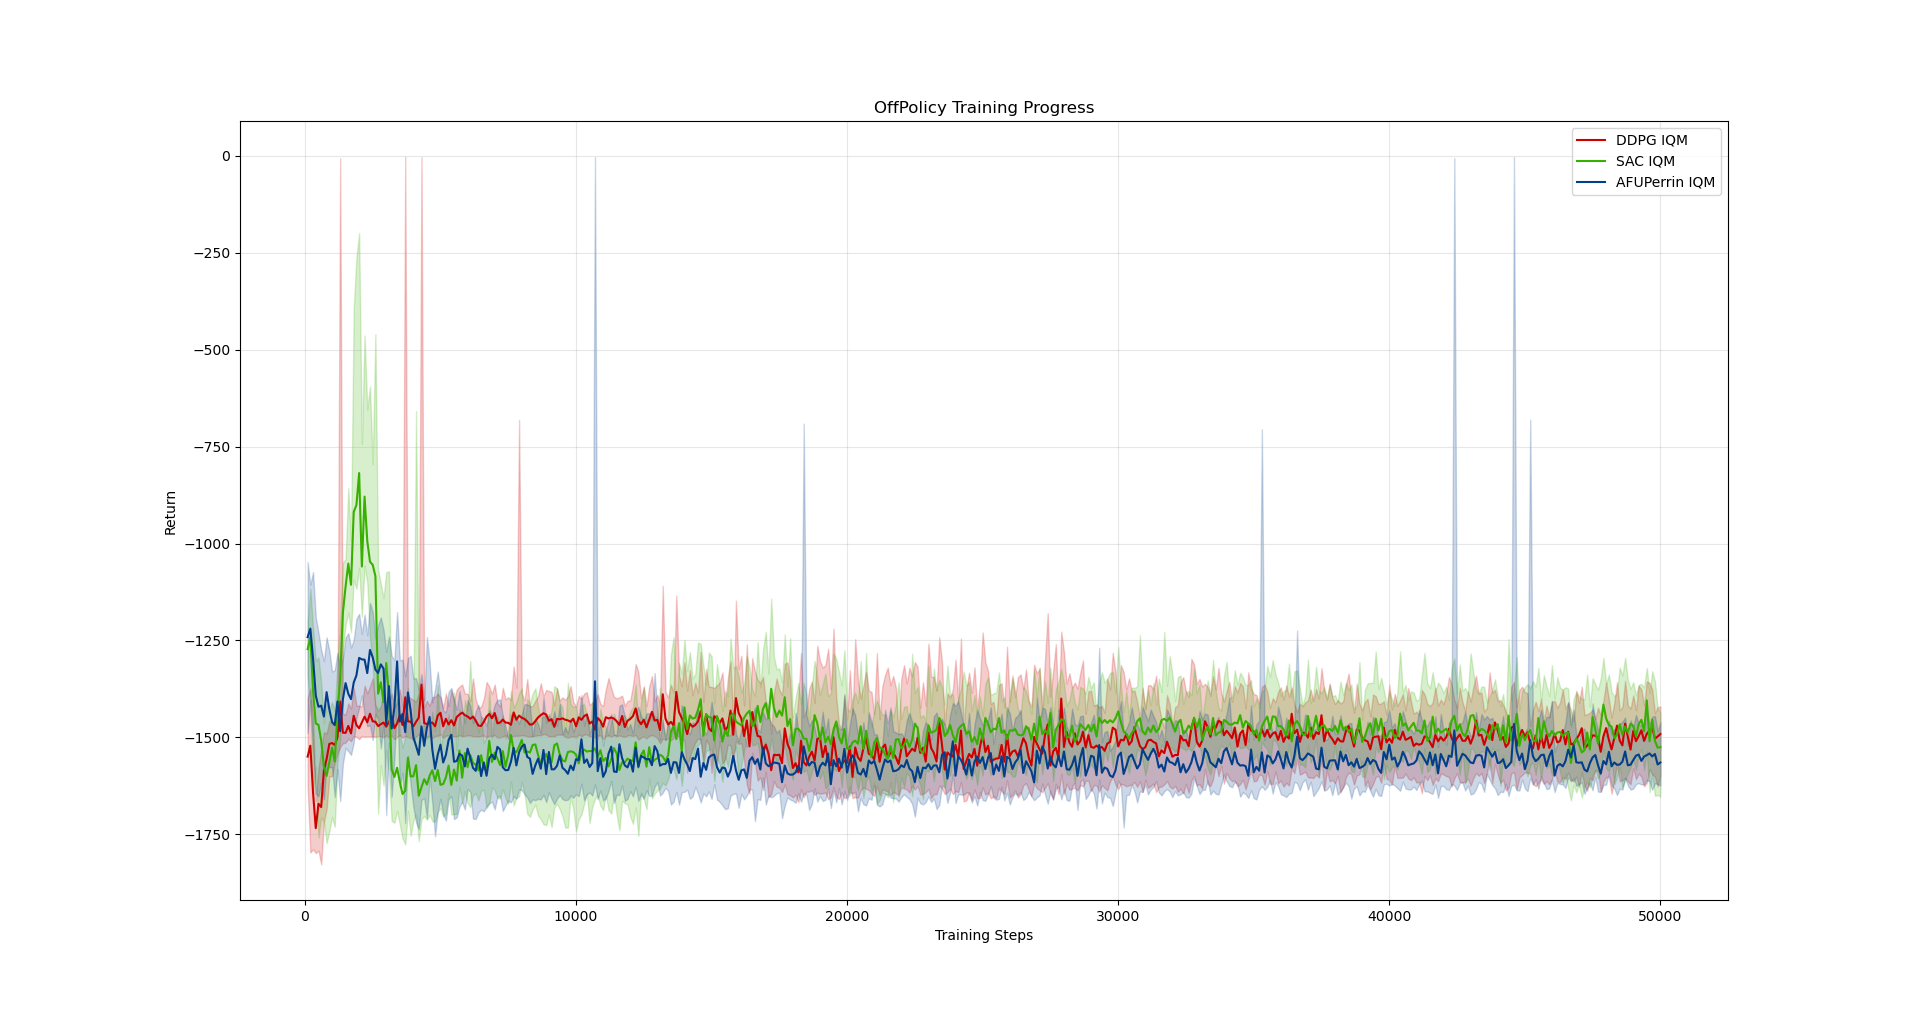 OffPolicy Training Progress
DDPG IQM
SAC IQM
AFUPerrin IQM
0
−250
−500
−750
−1000
−1250
−1500
−1750
Return
0
10000
20000
30000
40000
50000
Training Steps